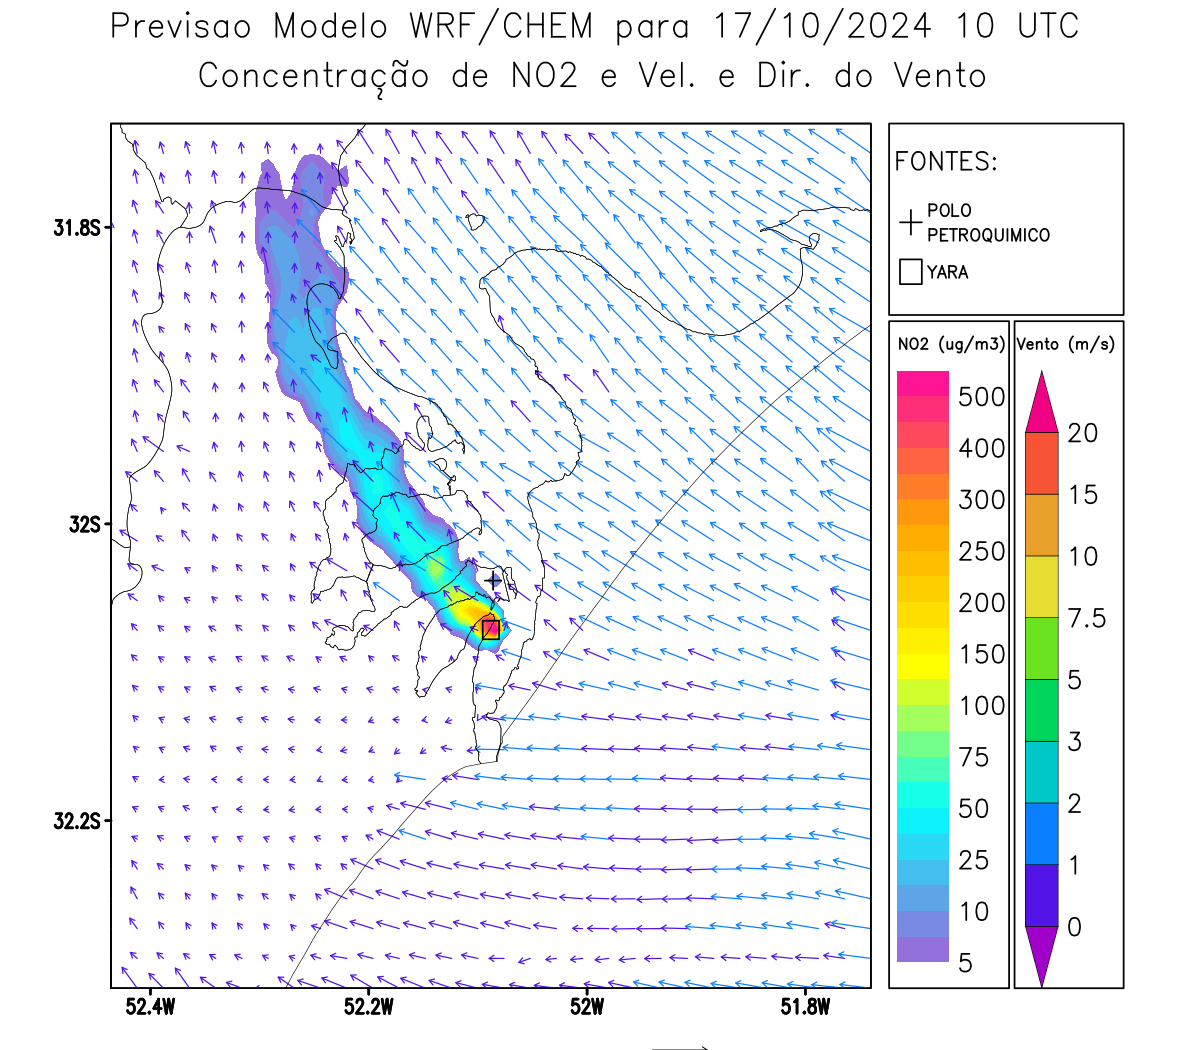 Previsao Modelo WRF/CHEM para 17/10/2024 10 UTC
Concentração de NO2 e Vel. e Dir. do Vento
FONTES:
POLO
PETROQUIMICO
YARA
NO2 (ug/m3)
500
400
300
250
200
150
100
75
50
25
10
5
Vento (m/s)
20
15
10
7.5
5
3
2
1
0
31.8S
32S
32.2S
52.4W
52.2W
52W
51.8W